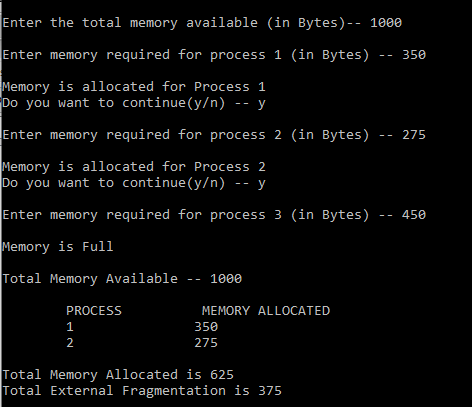 Enter the total memory available (in Bytes)-- 1000
Enter memory required for process 1 (in Bytes) -- 350
Memory is allocated for Process 1
Do you want to continue(y/n) -- y
Enter memory required for process 2 (in Bytes) -- 275
Memory is allocated for Process 2
Do you want to continue(y/n) -- y
Enter memory required for process 3 (in Bytes) -- 450
Memory is Full
Total Memory Available -- 1000
PROCESS MEMORY ALLOCATED
1 350
2 275
Total Memory Allocated is 625
Total External Fragmentation is 375